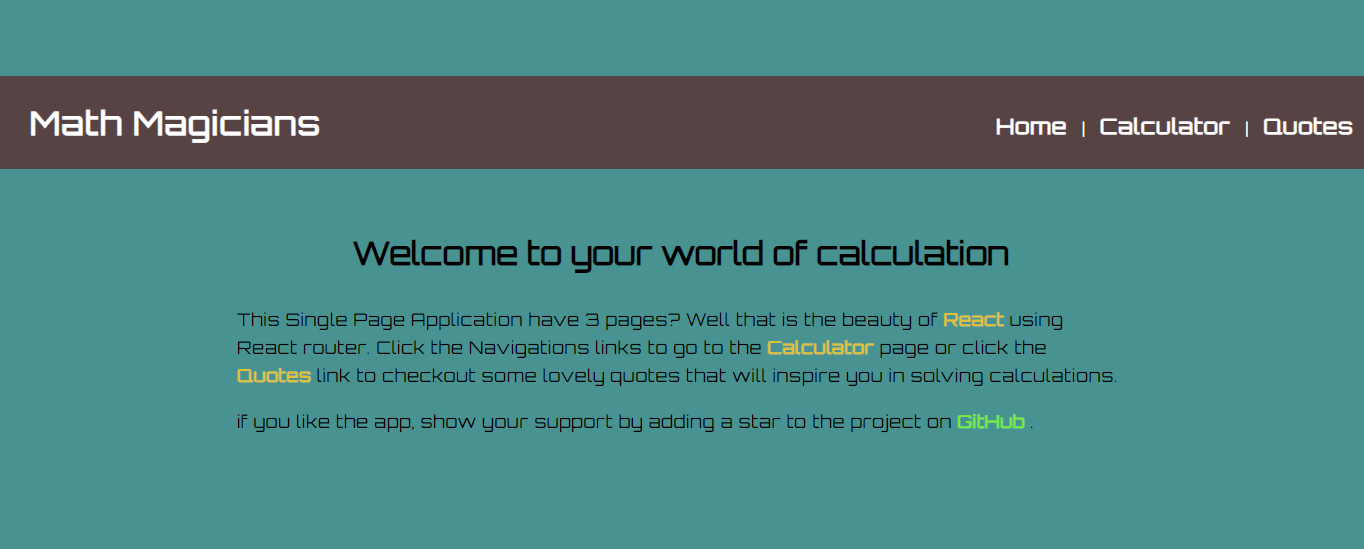 Math Magicians
Home | Calculator | Quotes
Welcome to your world of calculation
This Single Page Application have 3 pages? Well that is the beauty of React using
React router. Click the Navigations links to go to the Calculator page or click the
Quotes link to checkout some lovely quotes that will inspire you in solving calculations.
if you like the app, show your support by adding a star to the project on GitHub .